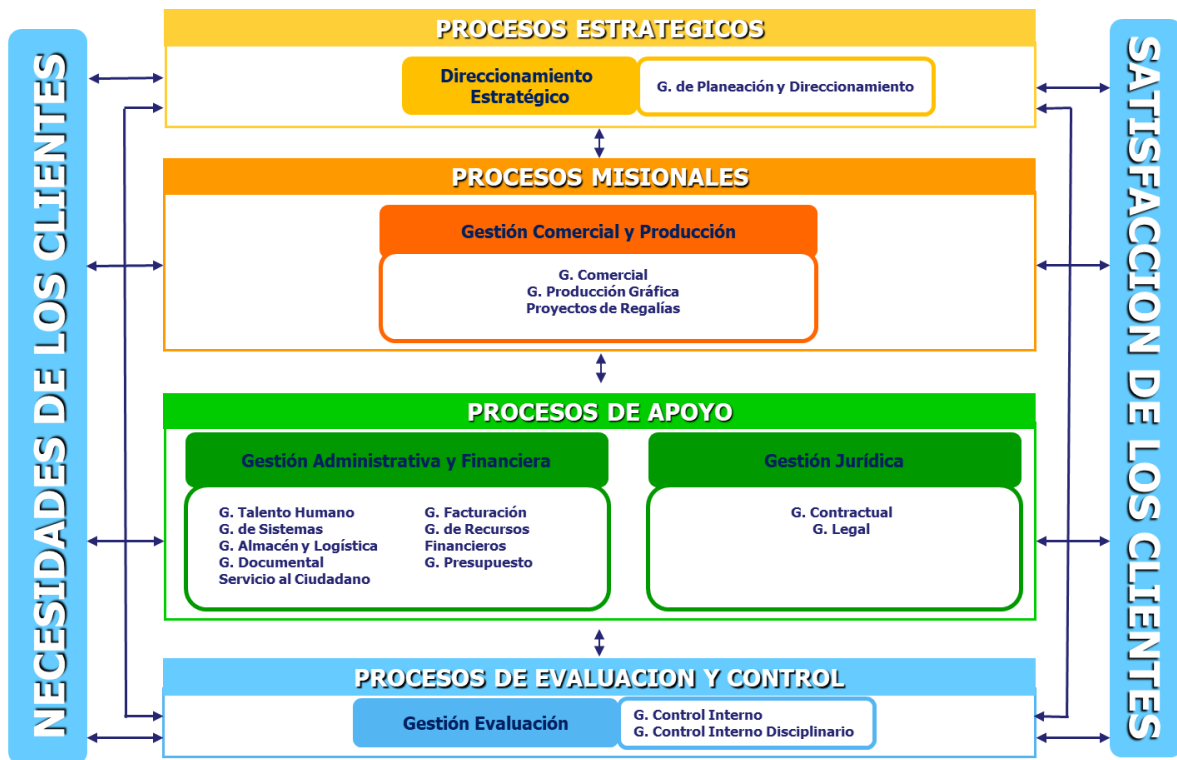 NECESIDADES DE LOS CLIENTES
PROCESOS ESTRATEGICOS
Direccionamiento
Estratégico
G. de Planeación y Direccionamiento
PROCESOS MISIONALES
Gestión Comercial y Producción
G. Comercial
G. Producción Gráfica
Proyectos de Regalías
PROCESOS DE APOYO
Gestión Administrativa y Financiera
G. Talento Humano
G. de Sistemas
G. Almacén y Logística
G. Documental
Servicio al Ciudadano
G. Facturación
G. de Recursos
Financieros
G. Presupuesto
Gestión Jurídica
G. Contractual
G. Legal
PROCESOS DE EVALUACION Y CONTROL
Gestión Evaluación
G. Control Interno
G. Control Interno Disciplinario
SATISFACCION DE LOS CLIENTES